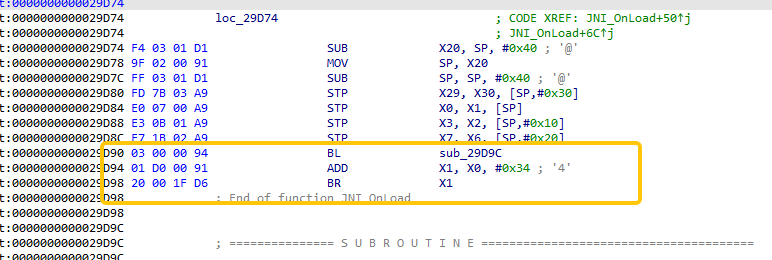 t:0000000000029D74
t:0000000000029D74 loc_29D74 ; CODE XREF: JNI_OnLoad+50↑j
t:0000000000029D74 ; JNI_OnLoad+6C↑j
t:0000000000029D74 F4 03 01 D1 SUB X20, SP, #0x40 ; '@'
t:0000000000029D78 9F 02 00 91 MOV SP, X20
t:0000000000029D7C FF 03 01 D1 SUB SP, SP, #0x40 ; '@'
t:0000000000029D80 FD 7B 03 A9 STP X29, X30, [SP,#0x30]
t:0000000000029D84 E0 07 00 A9 STP X0, X1, [SP]
t:0000000000029D88 E3 0B 01 A9 STP X3, X2, [SP,#0x10]
t:0000000000029D8C E7 1B 02 A9 STP X7, X6, [SP,#0x20]
t:0000000000029D90 03 00 00 94 BL sub_29D9C
t:0000000000029D94 01 D0 00 91 ADD X1, X0, #0x34 ; '4'
t:0000000000029D98 20 00 1F D6 BR X1
t:0000000000029D98 ; End of function JNI_OnLoad
t:0000000000029D98
t:0000000000029D9C
t:0000000000029D9C ; =============== S U B R O U T I N E =======================================
t:0000000000029D9C